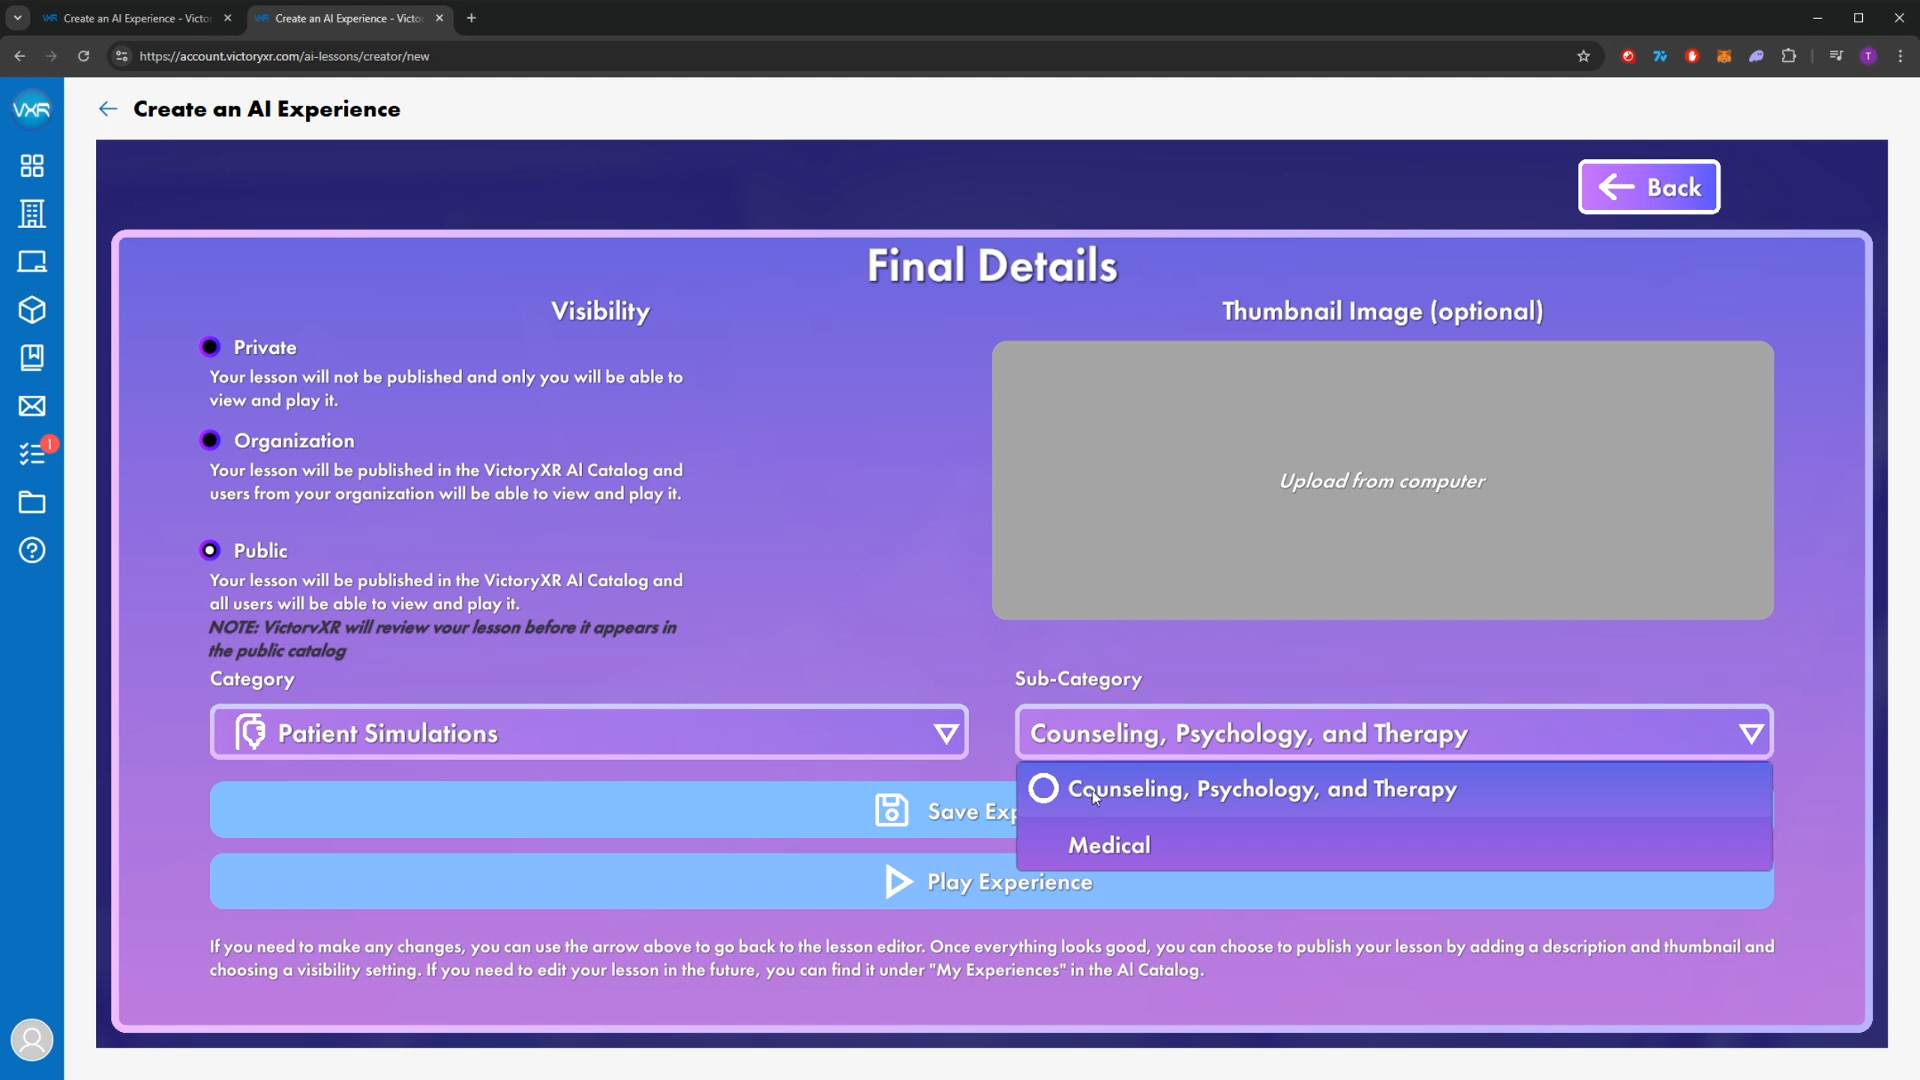 Create an AI Experience - Victo
Create an AI Experience - Victo
https://account.victoryxr.com/ai-lessons/creator/new
T
VXR
Create an AI Experience
Back
Final Details
Visibility
Thumbnail Image (optional)
Private
Your lesson will not be published and only you will be able to
view and play it.
Organization
Your lesson will be published in the VictoryXR AI Catalog and
users from your organization will be able to view and play it.
1
Upload from computer
Public
Your lesson will be published in the VictoryXR AI Catalog and
all users will be able to view and play it.
NOTE: VictoryXR will review your lesson before it appears in
the public catalog
Category
Sub-Category
Patient Simulations
Counseling, Psychology, and Therapy
Counseling, Psychology, and Therapy
Save Exp
Medical
Play Experience
If you need to make any changes, you can use the arrow above to go back to the lesson editor. Once everything looks good, you can choose to publish your lesson by adding a description and thumbnail and
choosing a visibility setting. If you need to edit your lesson in the future, you can find it under "My Experiences" in the AI Catalog.